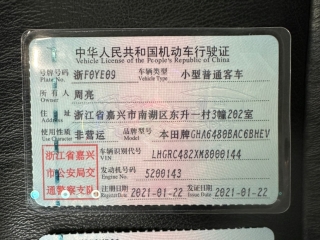 中华人民共和国机动车行驶证
Vehicle License of the People's Republic of China
号牌号码 浙F0YE09 车辆类型 小型普通客车
Plate No. Vehicle Type
所有人 周亮
Owner
住址 浙江省嘉兴市南湖区东升一村3幢202室
Address
使用性质 非营运 品牌型号 本田牌GHA6480BAC6BHEV
Use Character Model
浙江省嘉兴 车辆识别代号 LHGRC482XM8000144
VIN
市公安局交 发动机号码 5200143
Engine No.
通警察支队 注册日期 2021-01-22 发证日期 2021-01-22
Register Date Issue Date